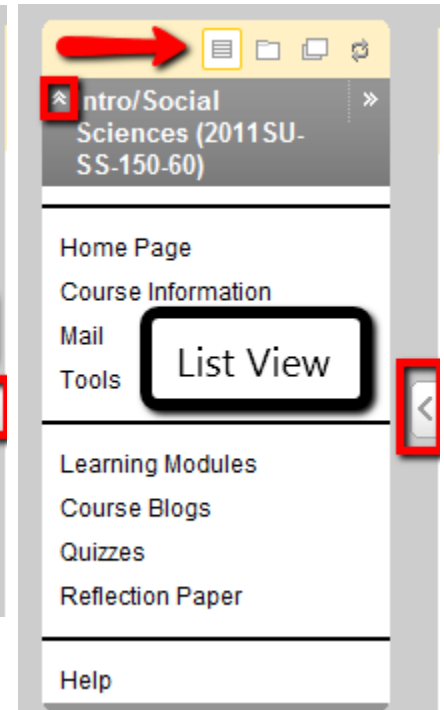 ntro/Social
Sciences (2011SU-
SS-150-60)
Home Page
Course Information
Mail
Tools
List View
Learning Modules
Course Blogs
Quizzes
Reflection Paper
Help